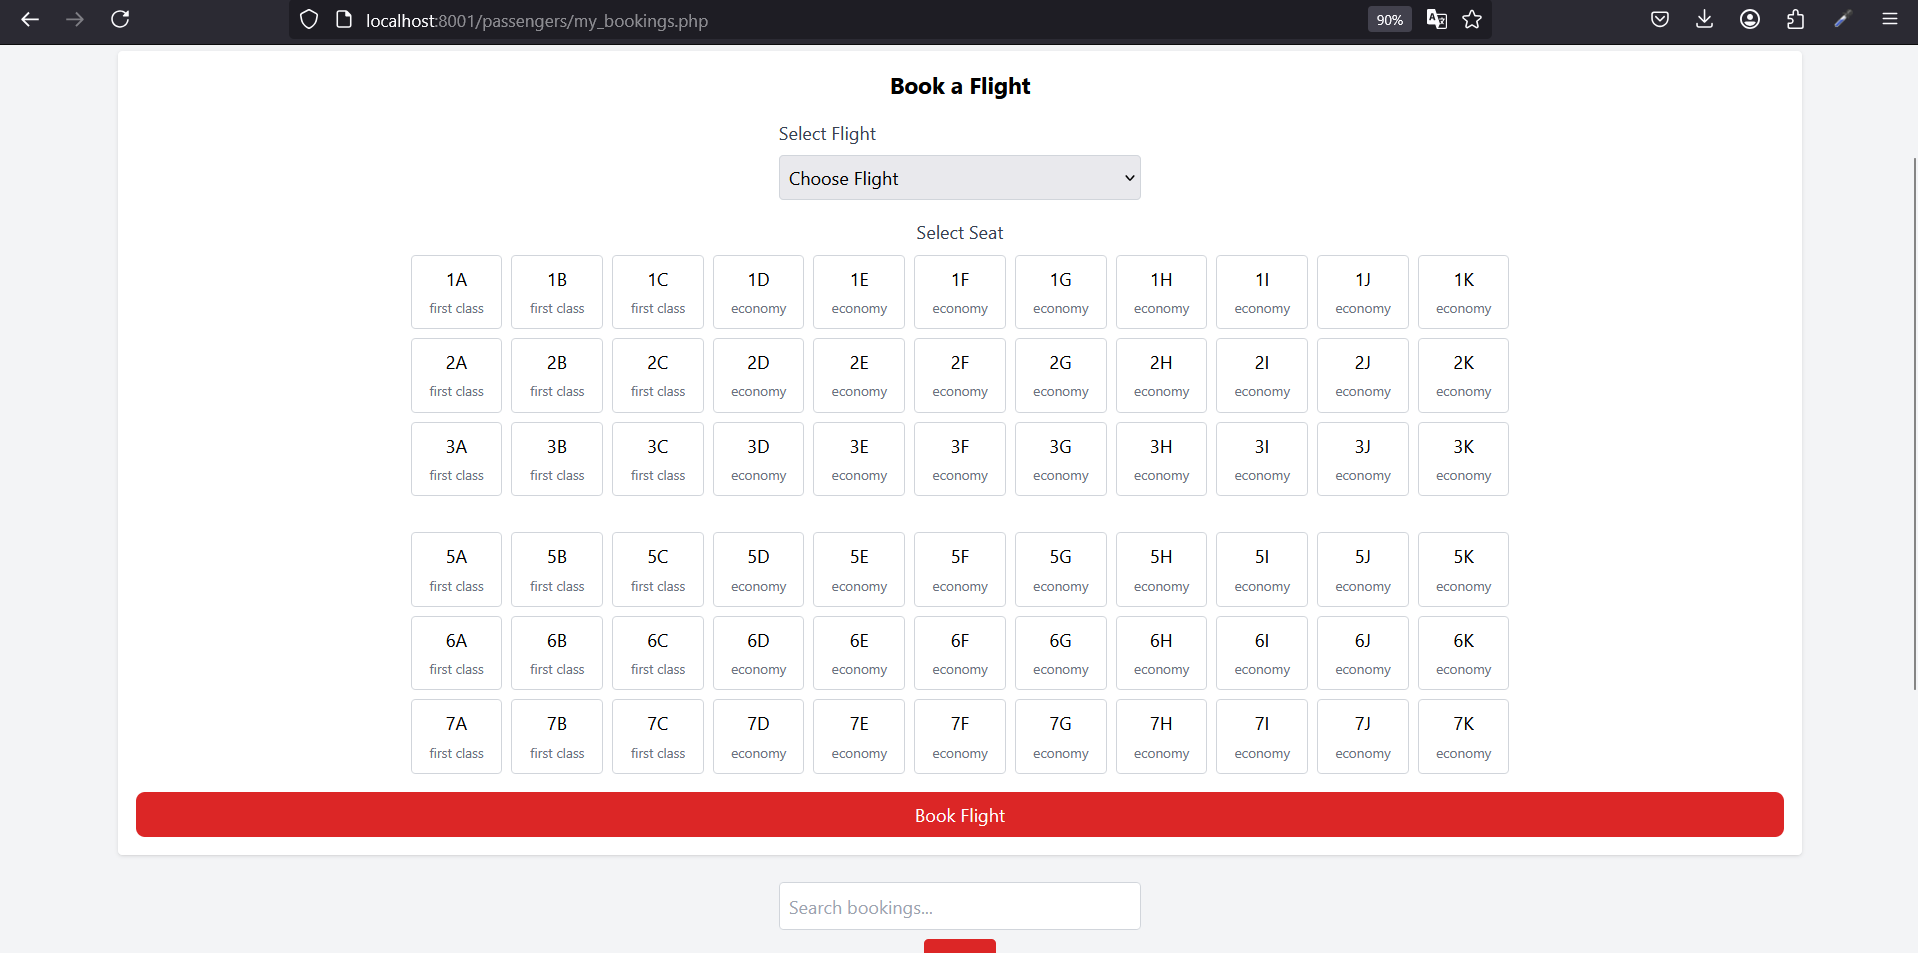 localhost:8001/passengers/my_bookings.php 90%
Book a Flight
Select Flight
Choose Flight
Select Seat
1A 1B 1C 1D 1E 1F 1G 1H 1I 1J 1K
first class first class first class economy economy economy economy economy economy economy economy
2A 2B 2C 2D 2E 2F 2G 2H 2I 2J 2K
first class first class first class economy economy economy economy economy economy economy economy
3A 3B 3C 3D 3E 3F 3G 3H 3I 3J 3K
first class first class first class economy economy economy economy economy economy economy economy
5A 5B 5C 5D 5E 5F 5G 5H 5I 5J 5K
first class first class first class economy economy economy economy economy economy economy economy
6A 6B 6C 6D 6E 6F 6G 6H 6I 6J 6K
first class first class first class economy economy economy economy economy economy economy economy
7A 7B 7C 7D 7E 7F 7G 7H 7I 7J 7K
first class first class first class economy economy economy economy economy economy economy economy
Book Flight
Search bookings...